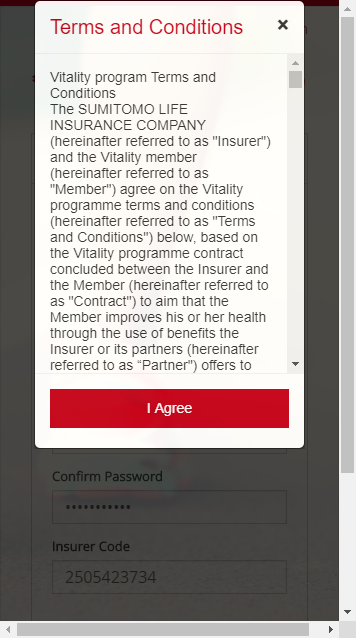 Terms and Conditions ×
Vitality program Terms and
Conditions
The SUMITOMO LIFE
INSURANCE COMPANY
(hereinafter referred to as "Insurer")
and the Vitality member
(hereinafter referred to as
"Member") agree on the Vitality
programme terms and conditions
(hereinafter referred to as "Terms
and Conditions") below, based on
the Vitality programme contract
concluded between the Insurer and
the Member (hereinafter referred to
as "Contract") to aim that the
Member improves his or her health
through the use of benefits the
Insurer or its partners (hereinafter
referred to as “Partner") offers to
I Agree
Confirm Password
•••••••••••
Insurer Code
2505423734